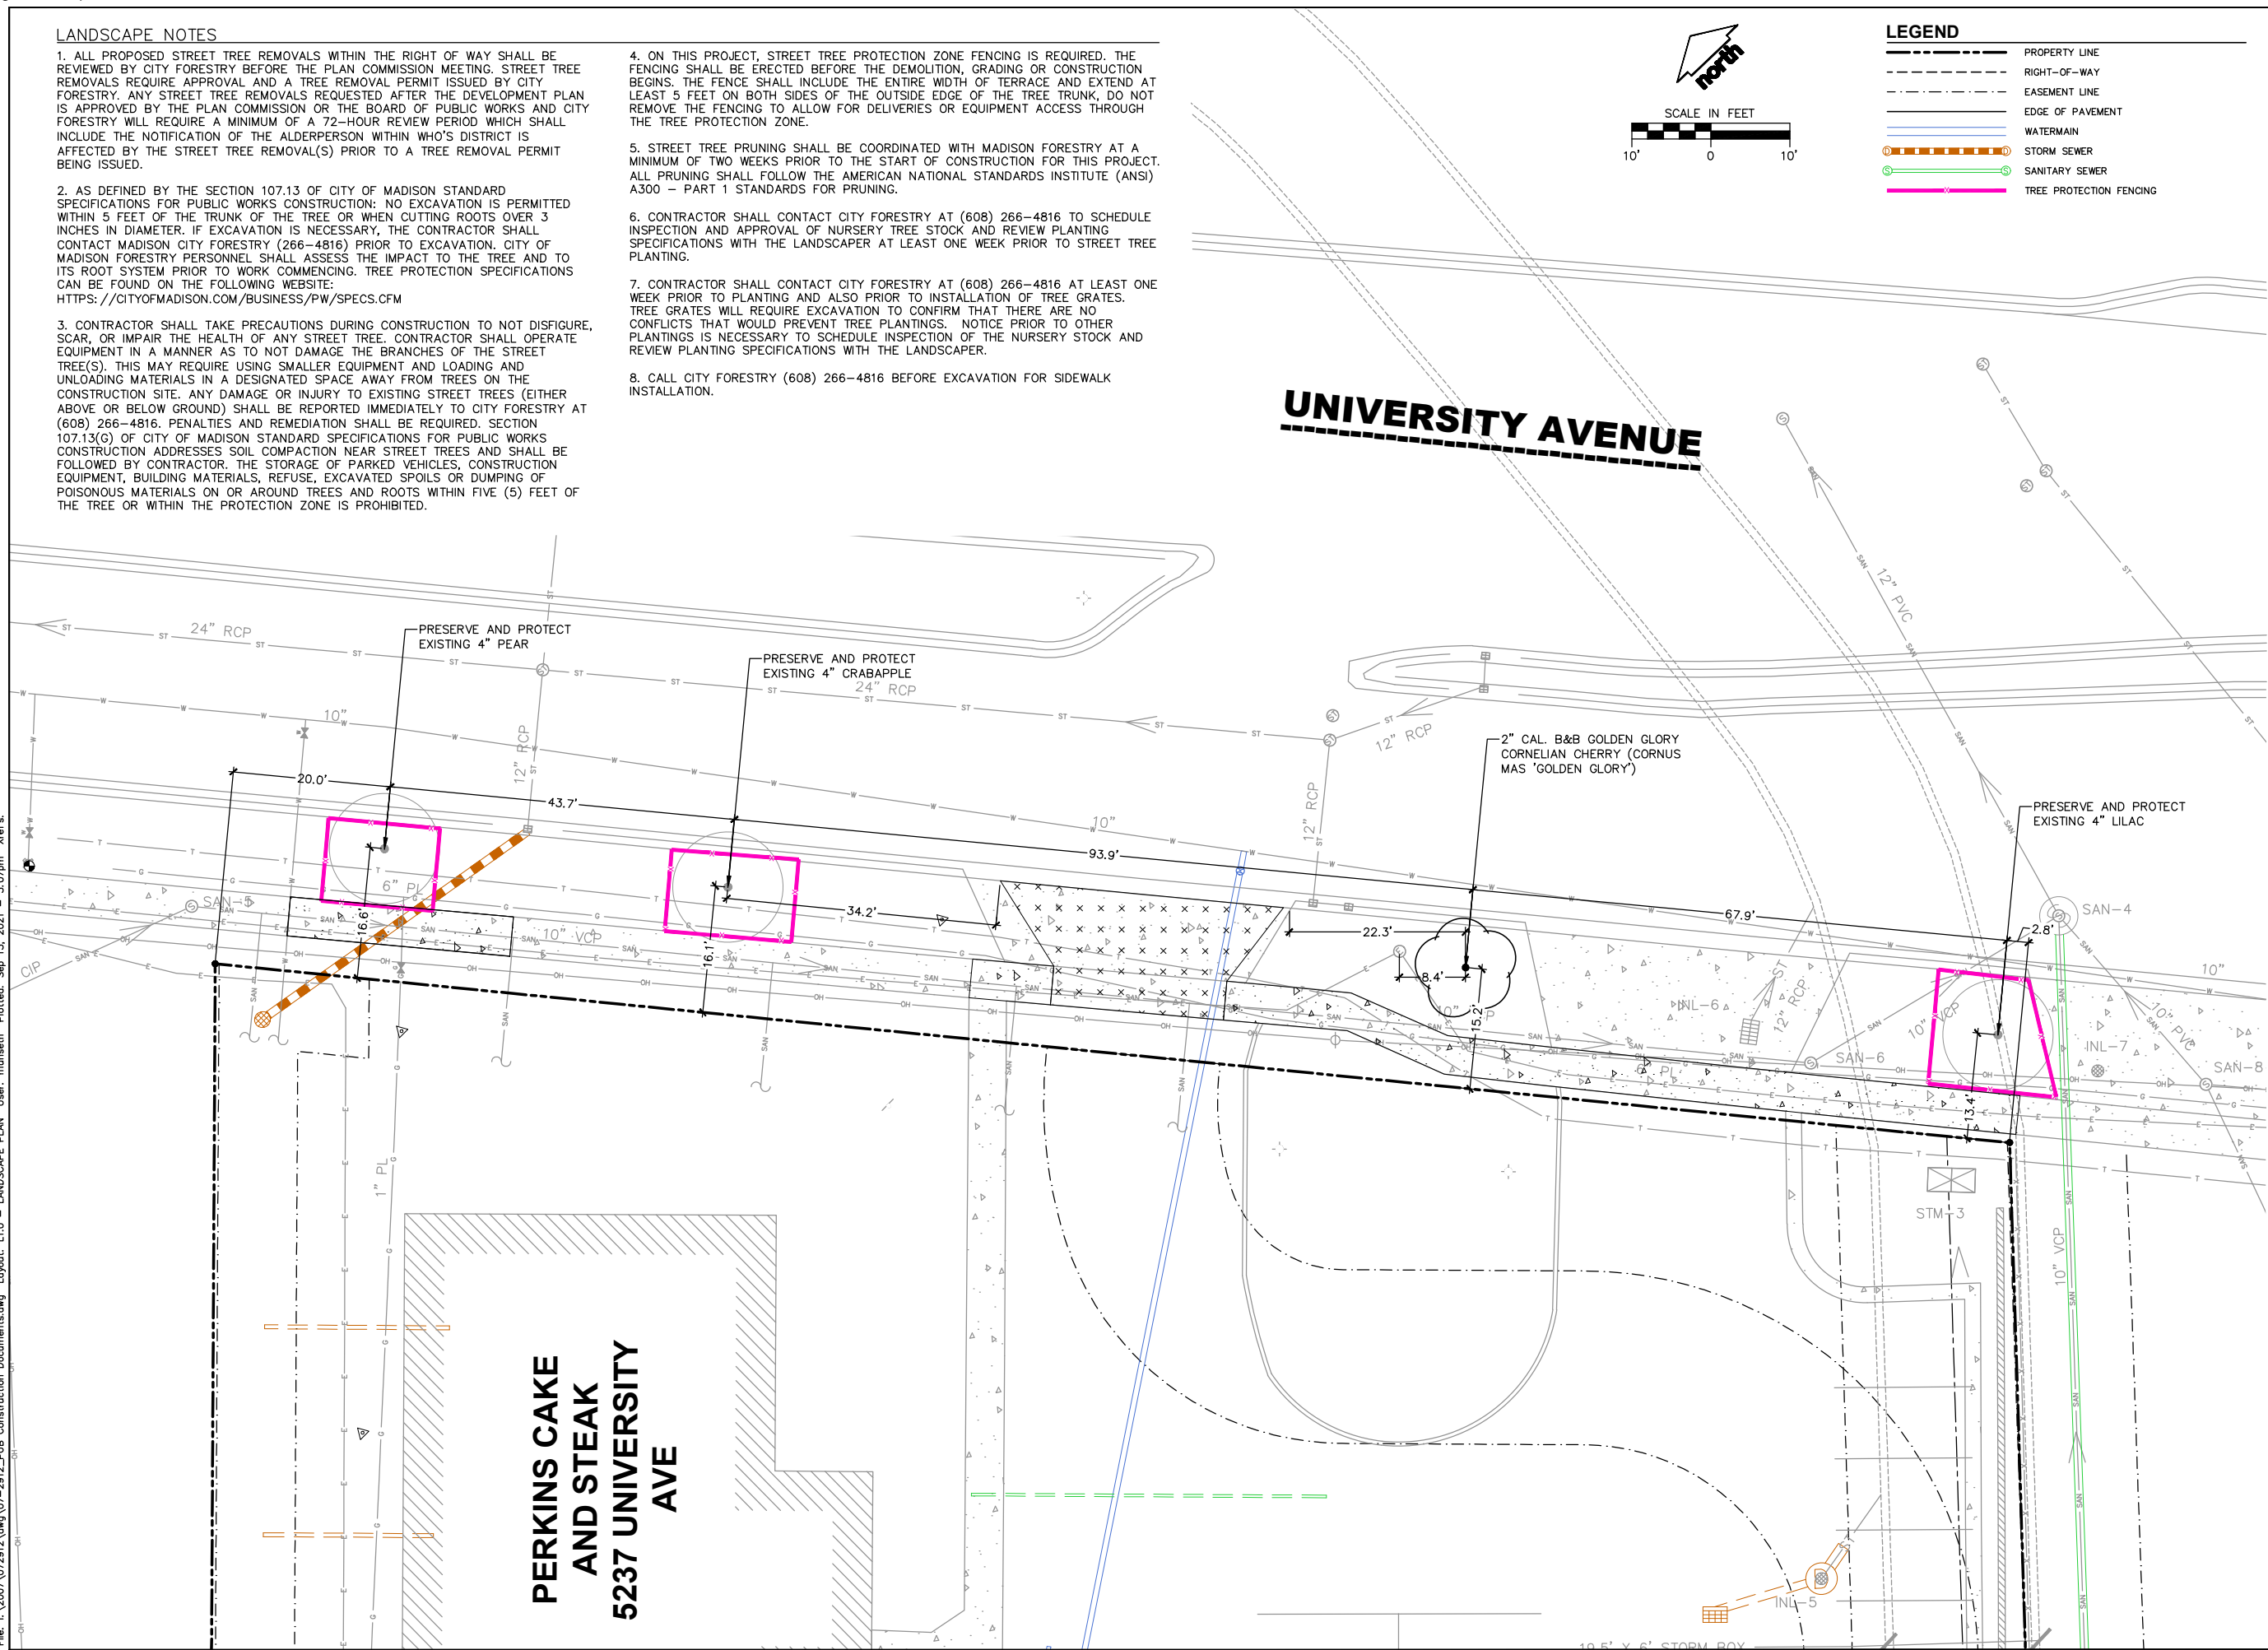 LANDSCAPE NOTES
1. ALL PROPOSED STREET TREE REMOVALS WITHIN THE RIGHT OF WAY SHALL BE
REVIEWED BY CITY FORESTRY BEFORE THE PLAN COMMISSION MEETING. STREET TREE
REMOVALS REQUIRE APPROVAL AND A TREE REMOVAL PERMIT ISSUED BY CITY
FORESTRY. ANY STREET TREE REMOVALS REQUESTED AFTER THE DEVELOPMENT PLAN
IS APPROVED BY THE PLAN COMMISSION OR THE BOARD OF PUBLIC WORKS AND CITY
FORESTRY WILL REQUIRE A MINIMUM OF A 72-HOUR REVIEW PERIOD WHICH SHALL
INCLUDE THE NOTIFICATION OF THE ALDERPERSON WITHIN WHO'S DISTRICT IS
AFFECTED BY THE STREET TREE REMOVAL(S) PRIOR TO A TREE REMOVAL PERMIT
BEING ISSUED.
2. AS DEFINED BY THE SECTION 107.13 OF CITY OF MADISON STANDARD
SPECIFICATIONS FOR PUBLIC WORKS CONSTRUCTION: NO EXCAVATION IS PERMITTED
WITHIN 5 FEET OF THE TRUNK OF THE TREE OR WHEN CUTTING ROOTS OVER 3
INCHES IN DIAMETER. IF EXCAVATION IS NECESSARY, THE CONTRACTOR SHALL
CONTACT MADISON CITY FORESTRY (266-4816) PRIOR TO EXCAVATION. CITY OF
MADISON FORESTRY PERSONNEL SHALL ASSESS THE IMPACT TO THE TREE AND TO
ITS ROOT SYSTEM PRIOR TO WORK COMMENCING. TREE PROTECTION SPECIFICATIONS
CAN BE FOUND ON THE FOLLOWING WEBSITE:
HTTPS: //CITYOFMADISON.COM/BUSINESS/PW/SPECS.CFM
3. CONTRACTOR SHALL TAKE PRECAUTIONS DURING CONSTRUCTION TO NOT DISFIGURE,
SCAR, OR IMPAIR THE HEALTH OF ANY STREET TREE. CONTRACTOR SHALL OPERATE
EQUIPMENT IN A MANNER AS TO NOT DAMAGE THE BRANCHES OF THE STREET
TREE(S). THIS MAY REQUIRE USING SMALLER EQUIPMENT AND LOADING AND
UNLOADING MATERIALS IN A DESIGNATED SPACE AWAY FROM TREES ON THE
CONSTRUCTION SITE. ANY DAMAGE OR INJURY TO EXISTING STREET TREES (EITHER
ABOVE OR BELOW GROUND) SHALL BE REPORTED IMMEDIATELY TO CITY FORESTRY AT
(608) 266-4816. PENALTIES AND REMEDIATION SHALL BE REQUIRED. SECTION
107.13(G) OF CITY OF MADISON STANDARD SPECIFICATIONS FOR PUBLIC WORKS
CONSTRUCTION ADDRESSES SOIL COMPACTION NEAR STREET TREES AND SHALL BE
FOLLOWED BY CONTRACTOR. THE STORAGE OF PARKED VEHICLES, CONSTRUCTION
EQUIPMENT, BUILDING MATERIALS, REFUSE, EXCAVATED SPOILS OR DUMPING OF
POISONOUS MATERIALS ON OR AROUND TREES AND ROOTS WITHIN FIVE (5) FEET OF
THE TREE OR WITHIN THE PROTECTION ZONE IS PROHIBITED.
4. ON THIS PROJECT, STREET TREE PROTECTION ZONE FENCING IS REQUIRED. THE
FENCING SHALL BE ERECTED BEFORE THE DEMOLITION, GRADING OR CONSTRUCTION
BEGINS. THE FENCE SHALL INCLUDE THE ENTIRE WIDTH OF TERRACE AND EXTEND AT
LEAST 5 FEET ON BOTH SIDES OF THE OUTSIDE EDGE OF THE TREE TRUNK, DO NOT
REMOVE THE FENCING TO ALLOW FOR DELIVERIES OR EQUIPMENT ACCESS THROUGH
THE TREE PROTECTION ZONE.
5. STREET TREE PRUNING SHALL BE COORDINATED WITH MADISON FORESTRY AT A
MINIMUM OF TWO WEEKS PRIOR TO THE START OF CONSTRUCTION FOR THIS PROJECT.
ALL PRUNING SHALL FOLLOW THE AMERICAN NATIONAL STANDARDS INSTITUTE (ANSI)
A300 - PART 1 STANDARDS FOR PRUNING.
6. CONTRACTOR SHALL CONTACT CITY FORESTRY AT (608) 266-4816 TO SCHEDULE
INSPECTION AND APPROVAL OF NURSERY TREE STOCK AND REVIEW PLANTING
SPECIFICATIONS WITH THE LANDSCAPER AT LEAST ONE WEEK PRIOR TO STREET TREE
PLANTING.
7. CONTRACTOR SHALL CONTACT CITY FORESTRY AT (608) 266-4816 AT LEAST ONE
WEEK PRIOR TO PLANTING AND ALSO PRIOR TO INSTALLATION OF TREE GRATES.
TREE GRATES WILL REQUIRE EXCAVATION TO CONFIRM THAT THERE ARE NO
CONFLICTS THAT WOULD PREVENT TREE PLANTINGS. NOTICE PRIOR TO OTHER
PLANTINGS IS NECESSARY TO SCHEDULE INSPECTION OF THE NURSERY STOCK AND
REVIEW PLANTING SPECIFICATIONS WITH THE LANDSCAPER.
8. CALL CITY FORESTRY (608) 266-4816 BEFORE EXCAVATION FOR SIDEWALK
INSTALLATION.
north
SCALE IN FEET
10' 0 10'
LEGEND
PROPERTY LINE
RIGHT-OF-WAY
EASEMENT LINE
EDGE OF PAVEMENT
WATERMAIN
STORM SEWER
SANITARY SEWER
TREE PROTECTION FENCING
UNIVERSITY AVENUE
12" PVC
24" RCP
PRESERVE AND PROTECT
EXISTING 4" PEAR
PRESERVE AND PROTECT
EXISTING 4" CRABAPPLE
24" RCP
10"
12" RCP
12" RCP
2" CAL. B&B GOLDEN GLORY
CORNELIAN CHERRY (CORNUS
MAS 'GOLDEN GLORY')
PRESERVE AND PROTECT
EXISTING 4" LILAC
20.0'
43.7'
10"
12" RCP
93.9'
67.9'
2.8'
6" PL
SAN-5
16.6'
10" VCP
16.1'
34.2'
22.3'
8.4'
15.2'
SAN-4
10"
CIP
INL-6
12" RCP
10" VCP
10" PVC
INL-7
SAN-6
SAN-8
13.4'
1" PL
STM-3
10" VCP
PERKINS CAKE
AND STEAK
5237 UNIVERSITY
AVE
INL-5